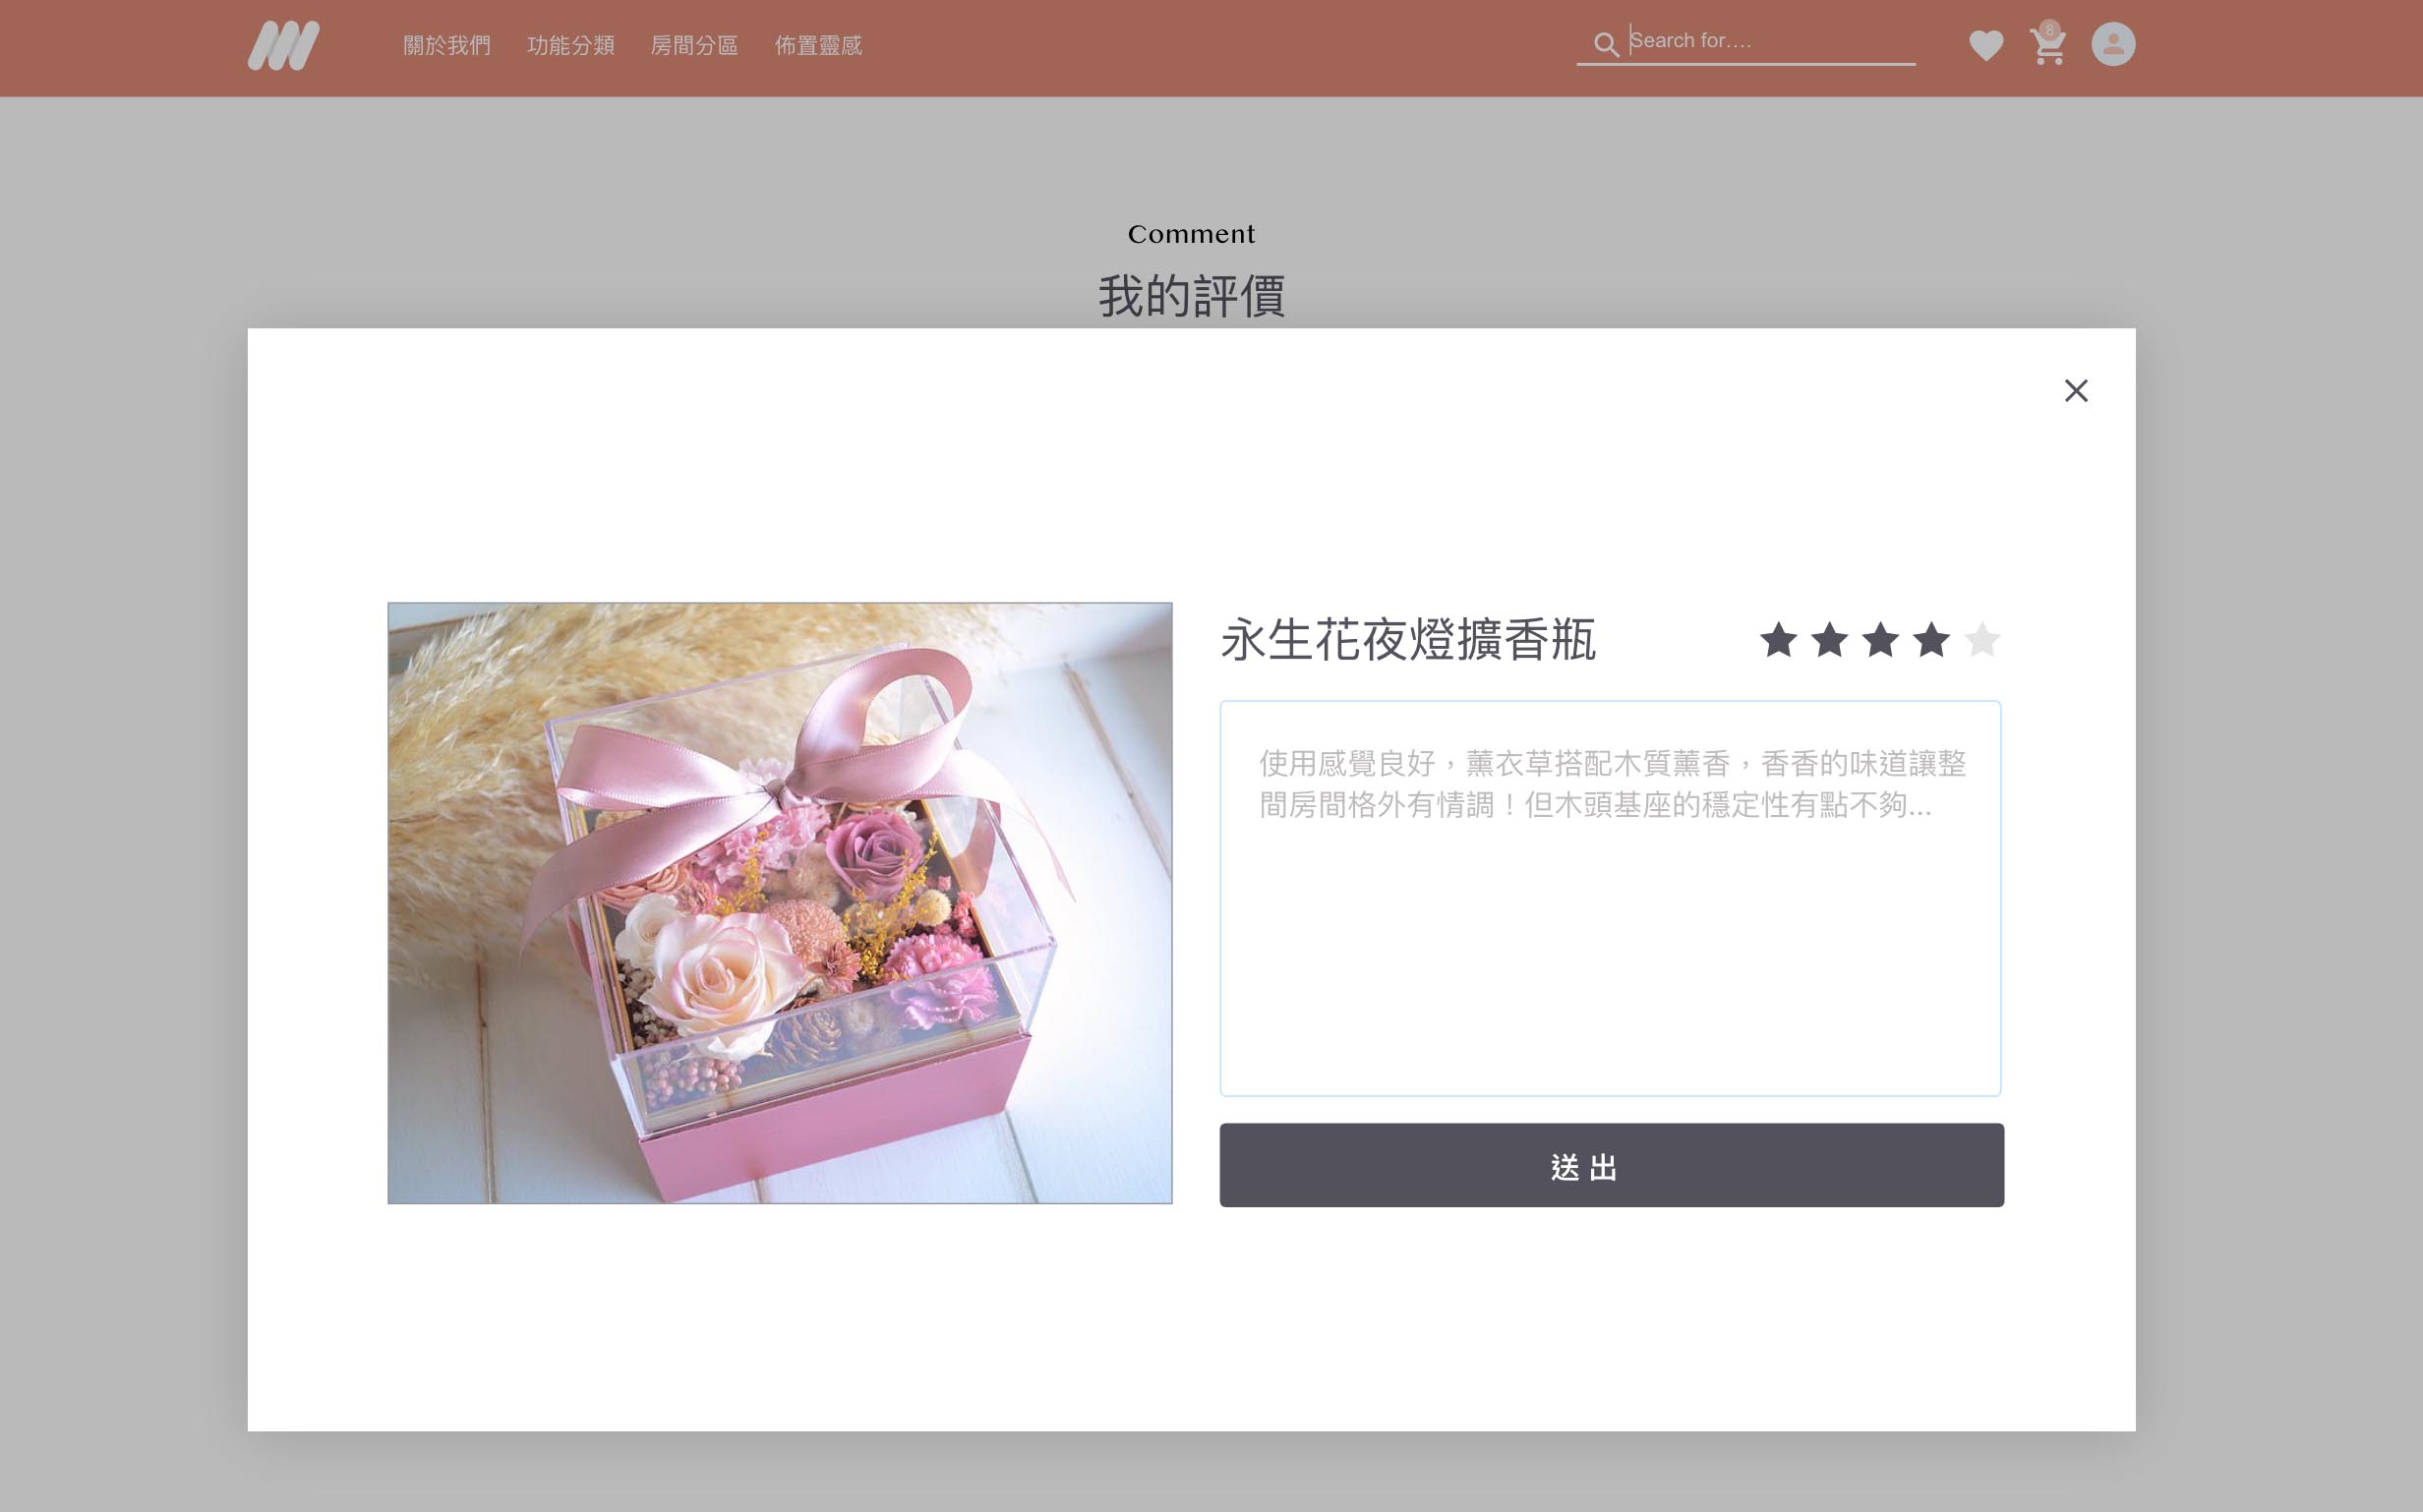 關於我們 功能分類 房間分區 佈置靈感 Search for.... 8
Comment
我的評價
永生花夜燈擴香瓶
使用感覺良好，薰衣草搭配木質薰香，香香的味道讓整
間房間格外有情調！但木頭基座的穩定性有點不夠...
送出